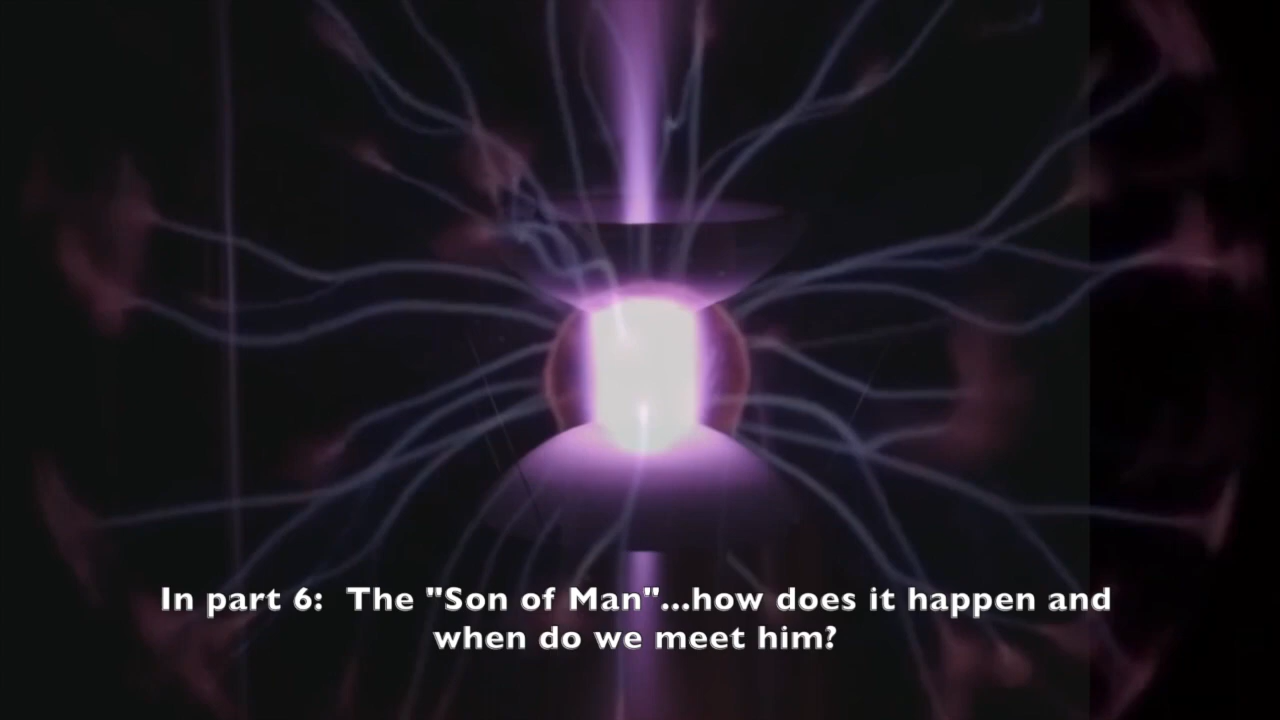 In part 6:  The "Son of Man"...how does it happen and
when do we meet him?